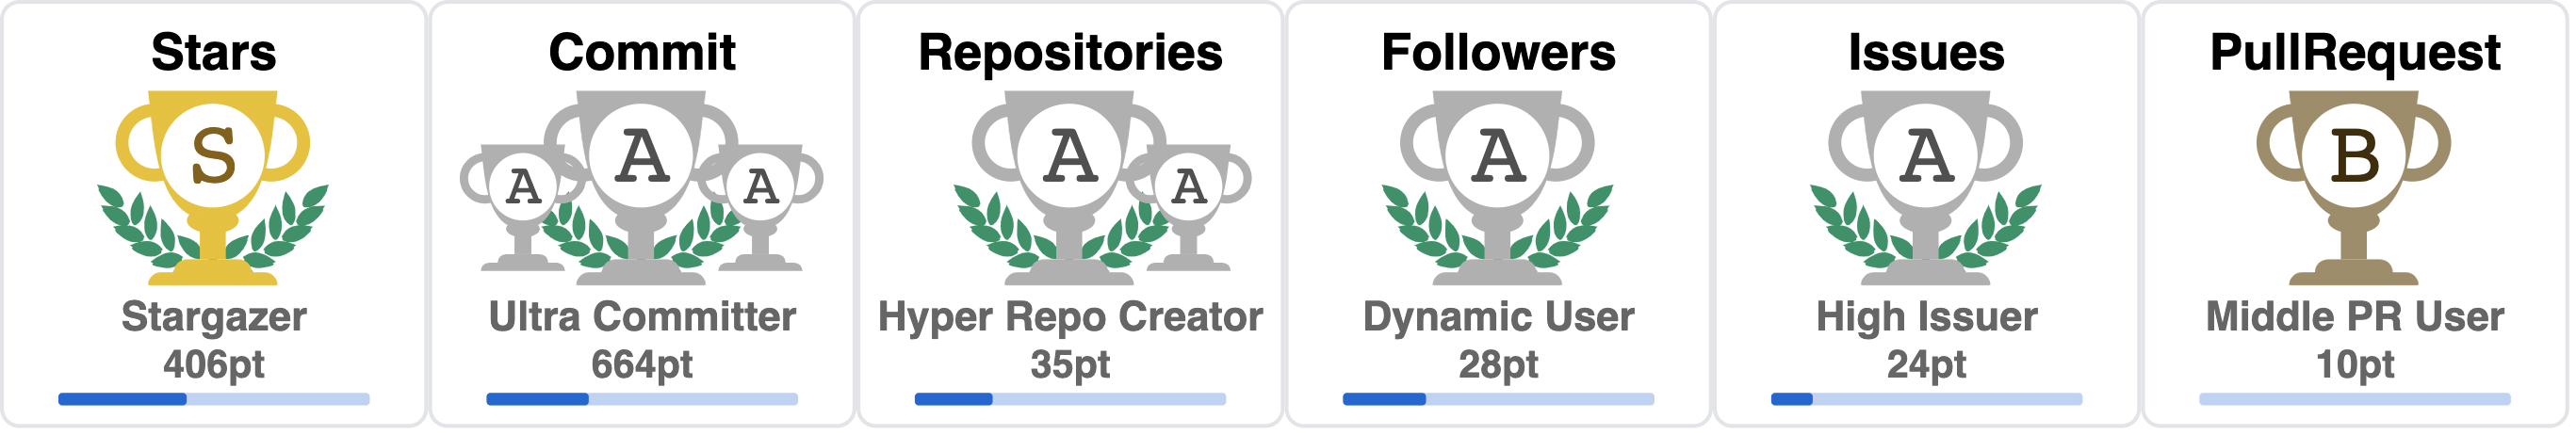 Stars
S
Stargazer
406pt
Commit
A A A
Ultra Committer
664pt
Repositories
A A
Hyper Repo Creator
35pt
Followers
A
Dynamic User
28pt
Issues
A
High Issuer
24pt
PullRequest
B
Middle PR User
10pt